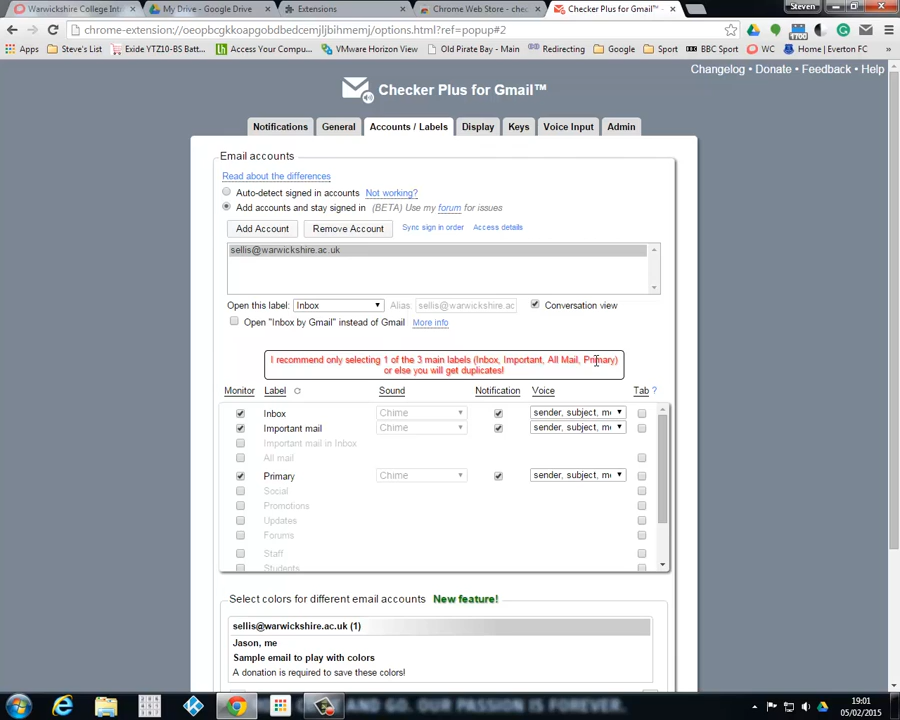 Warwickshire College Int
My Drive - Google Drive
Extensions
Chrome Web Store - chec
Checker Plus for Gmail™
Steven
chrome-extension://oeopbcgkkoapgobdbedcemjljbihmemj/options.html?ref=popup#2
Apps
Steve's List
Exide YTZ10-BS Batt...
Access Your Compu...
VMware Horizon View
Old Pirate Bay - Main
Redirecting
Google
Sport
BBC Sport
WC
Home | Everton FC
»
Changelog • Donate • Feedback • Help
Checker Plus for Gmail™
Notifications
General
Accounts / Labels
Display
Keys
Voice Input
Admin
Email accounts
Read about the differences
Auto-detect signed in accounts Not working?
Add accounts and stay signed in (BETA) Use my forum for issues
Add Account
Remove Account
Sync sign in order
Access details
sellis@warwickshire.ac.uk
Open this label: Inbox Alias: sellis@warwickshire.ac Conversation view
Open "Inbox by Gmail" instead of Gmail More info
I recommend only selecting 1 of the 3 main labels (Inbox, Important, All Mail, Primary)
or else you will get duplicates!
Monitor Label Sound Notification Voice Tab ?
Inbox Chime sender, subject, me
Important mail Chime sender, subject, me
Important mail in Inbox
All mail
Primary Chime sender, subject, me
Social
Promotions
Updates
Forums
Staff
Students
Select colors for different email accounts New feature!
sellis@warwickshire.ac.uk (1)
Jason, me
Sample email to play with colors
A donation is required to save these colors!
AND GO. OUR PASSION IS FOREVER.
19:01
05/02/2015